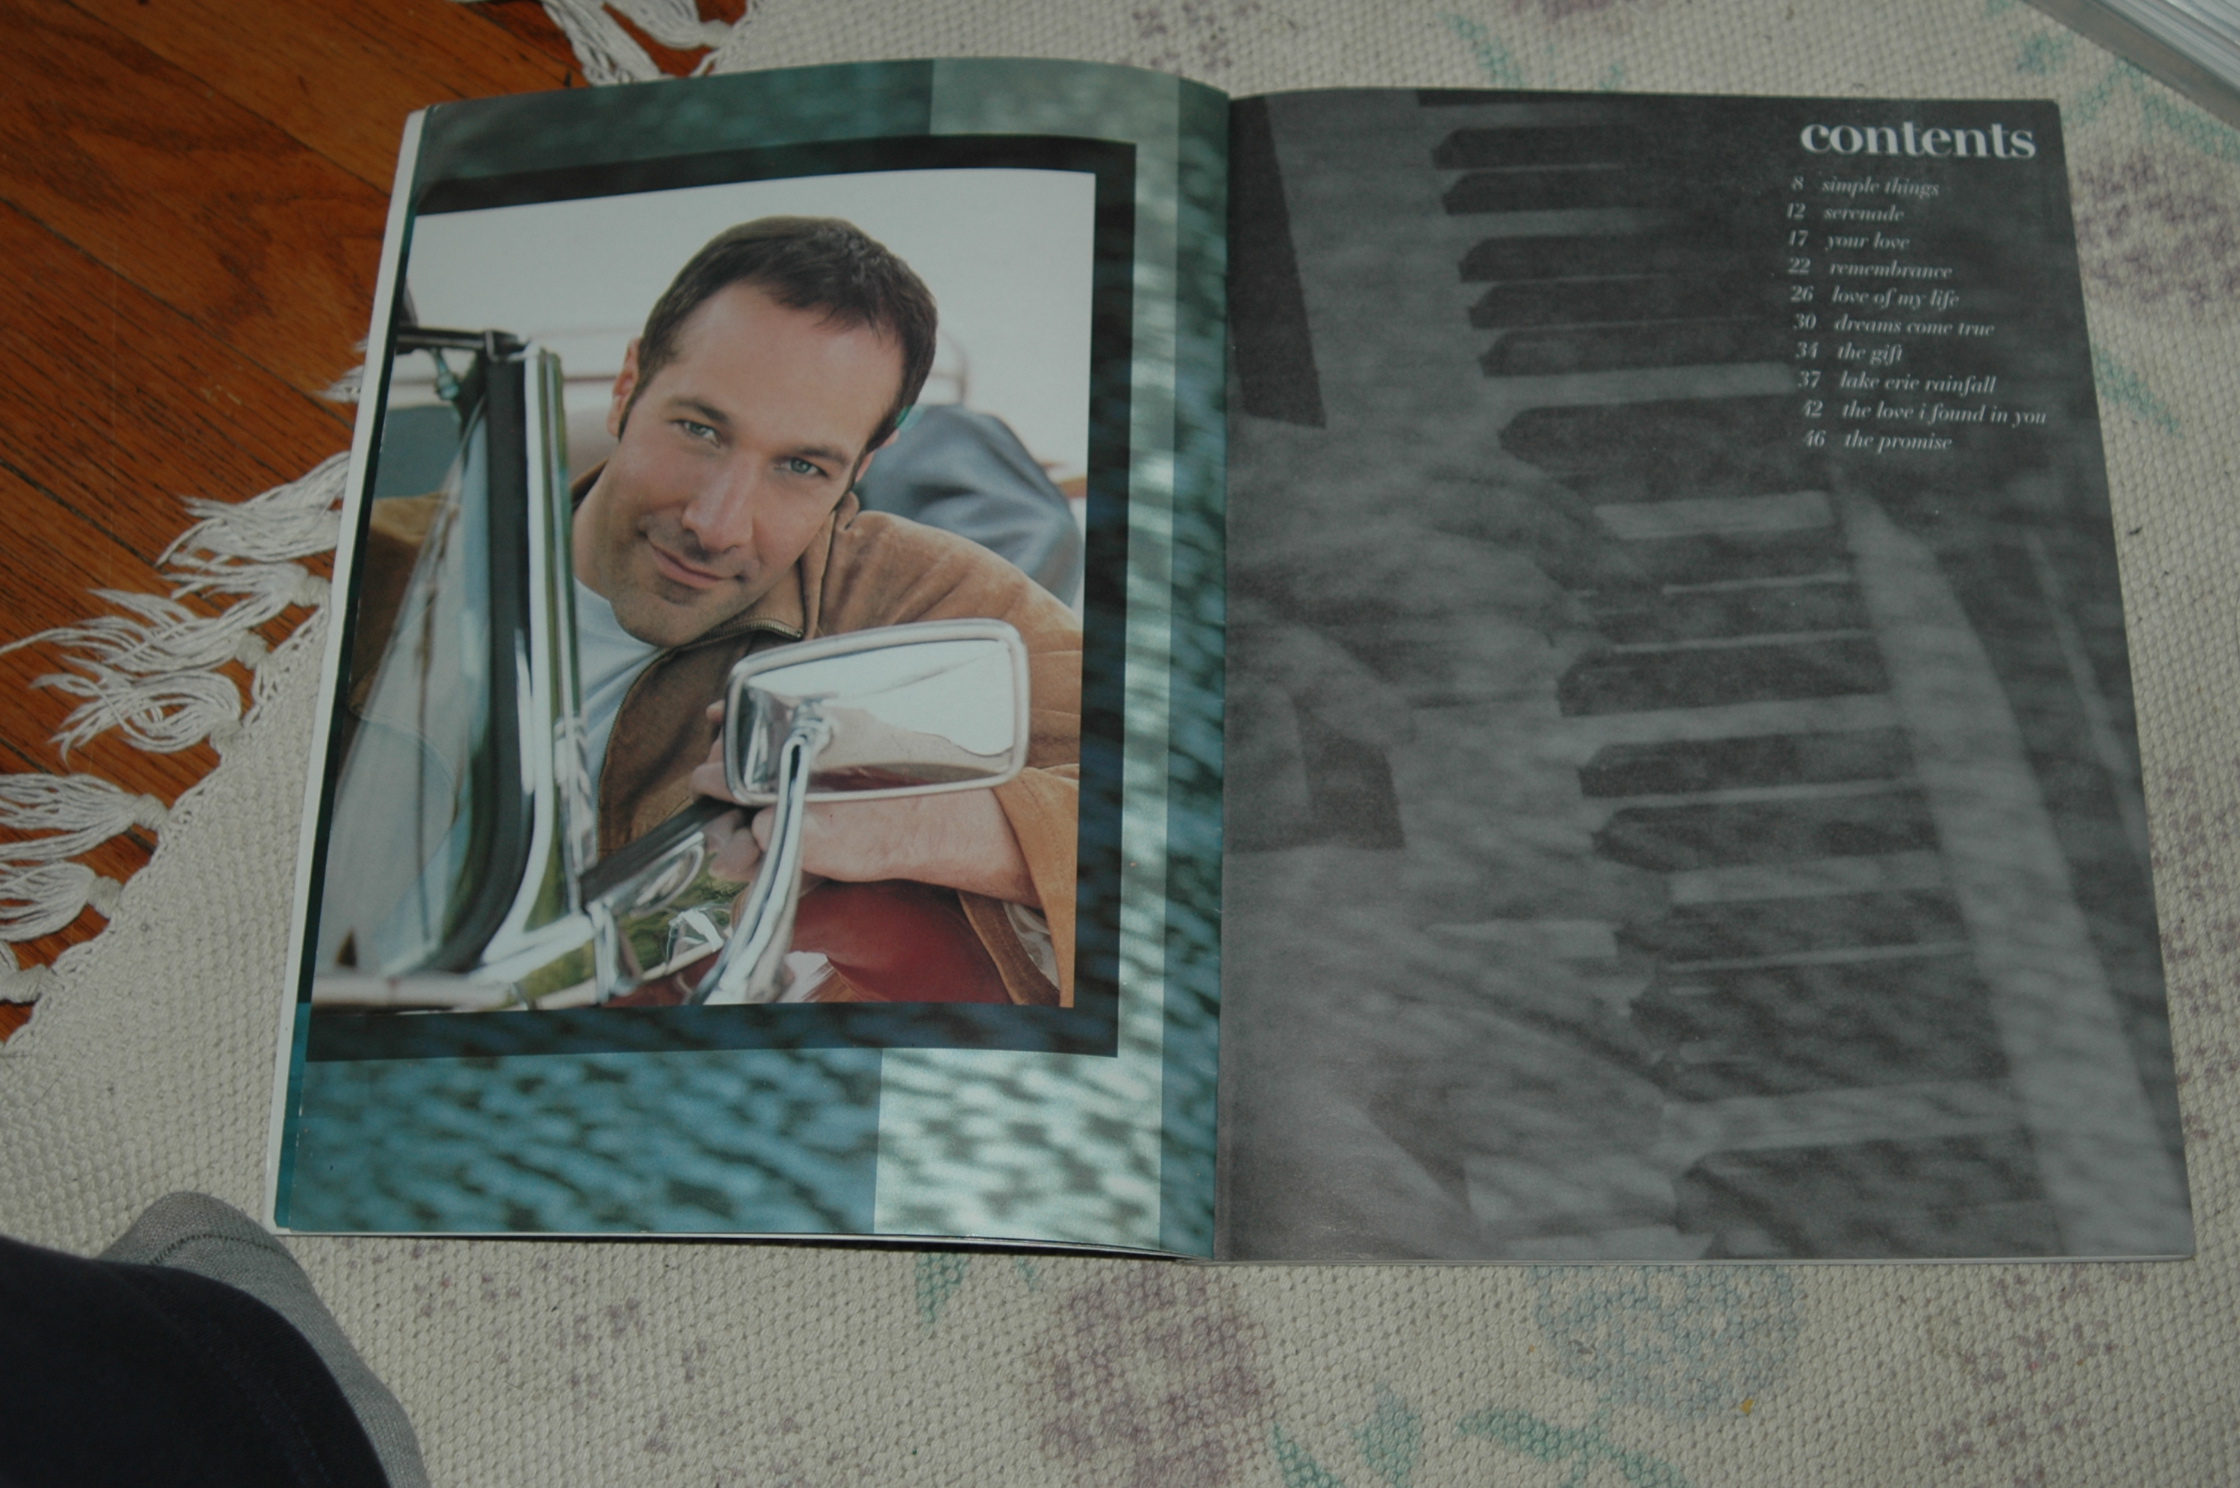 contents
8 simple things
12 serenade
17 your love
22 remembrance
26 love of my life
30 dreams come true
34 the gift
37 lake erie rainfall
42 the love i found in you
46 the promise